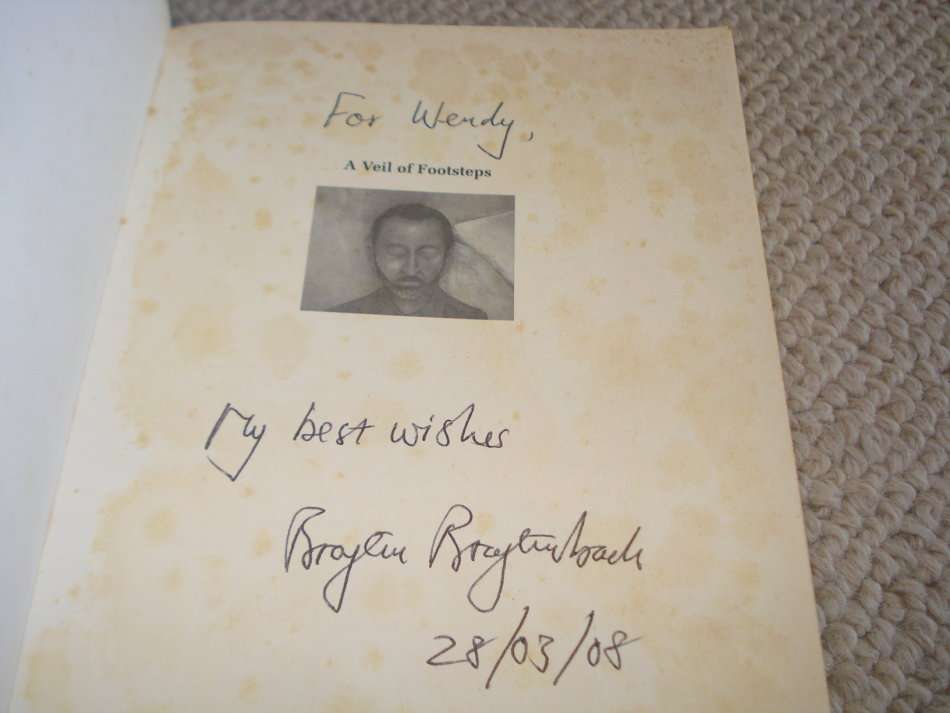 For Wendy,
A Veil of Footsteps
My best wishes
Breyten Breytenbach
28/03/08